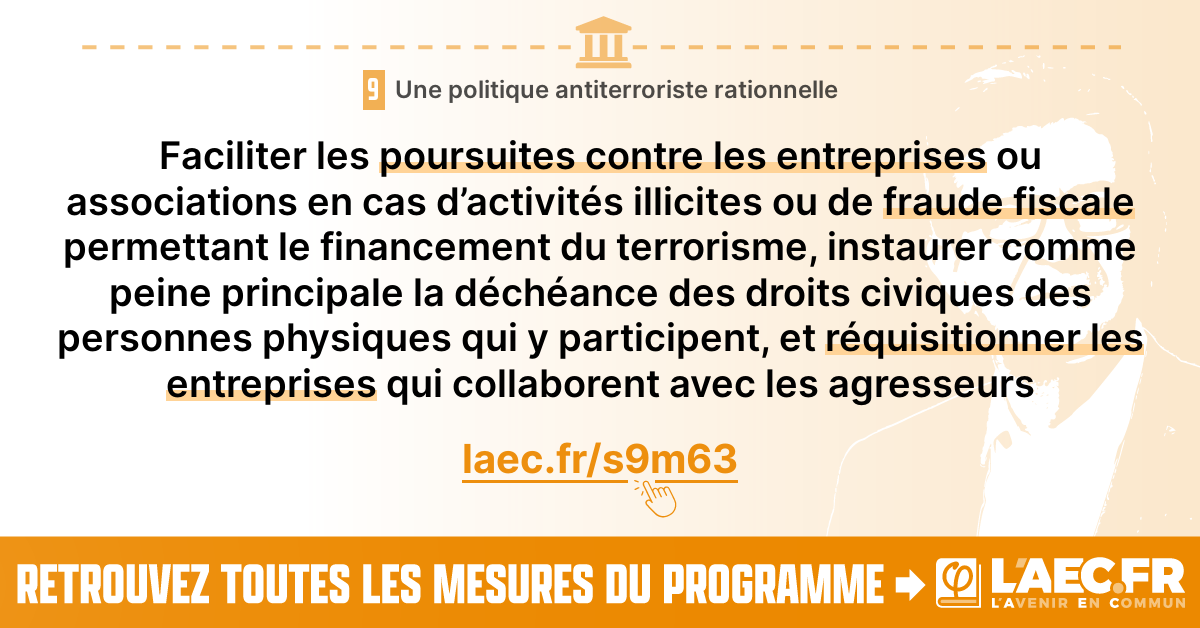 9 Une politique antiterroriste rationnelle
Faciliter les poursuites contre les entreprises ou
associations en cas d’activités illicites ou de fraude fiscale
permettant le financement du terrorisme, instaurer comme
peine principale la déchéance des droits civiques des
personnes physiques qui y participent, et réquisitionner les
entreprises qui collaborent avec les agresseurs
laec.fr/s9m63
RETROUVEZ TOUTES LES MESURES DU PROGRAMME
φ L'AEC.FR
L'AVENIR EN COMMUN